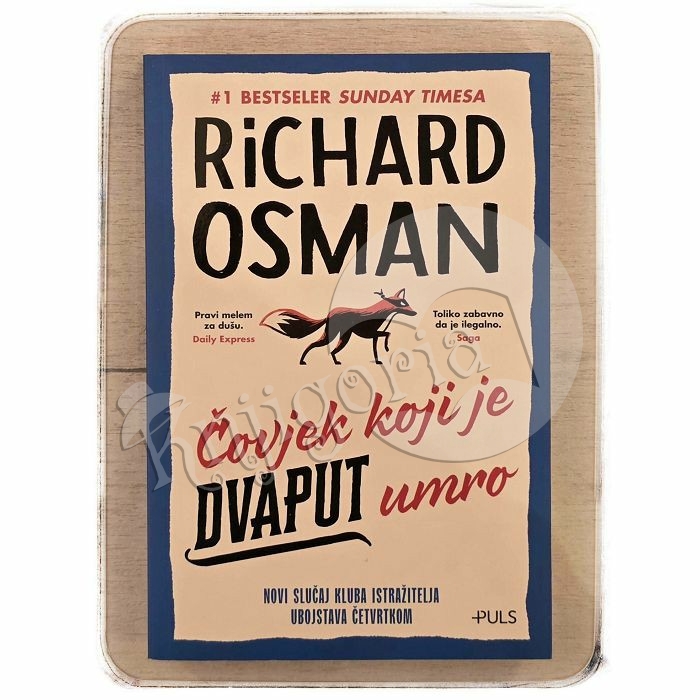 #1 BESTSELER SUNDAY TIMESA
RiCHARD
OSMAN
Pravi melem
za dušu.
Daily Express
Toliko zabavno
da je ilegalno.
Saga
Čovjek koji je
DVAPUT umro
NOVI SLUČAJ KLUBA ISTRAŽITELJA
UBOJSTAVA ČETVRTKOM
PULS
Knjigoria